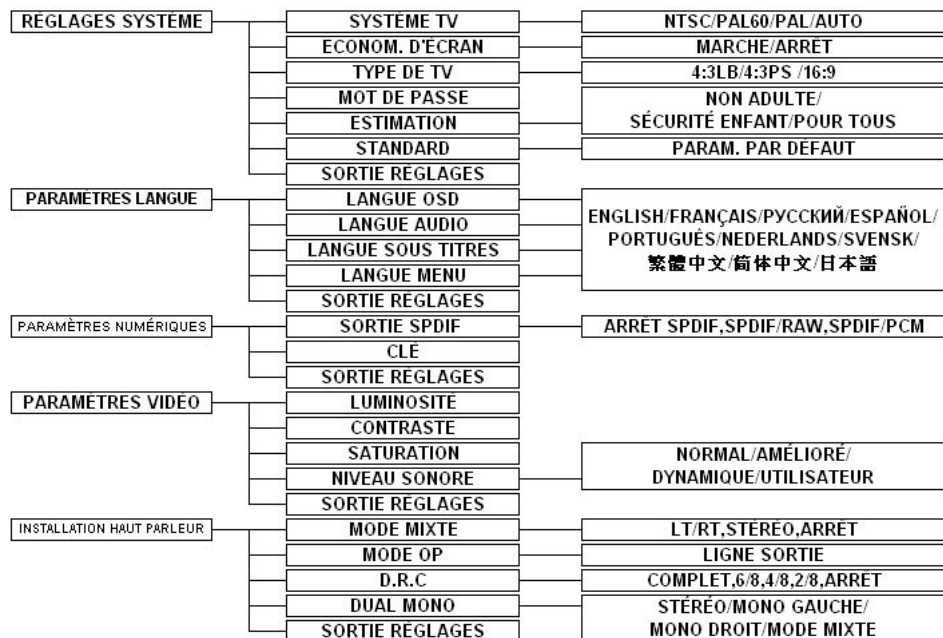 RÉGLAGES SYSTÈME
SYSTÈME TV
NTSC/PAL60/PAL/AUTO
ECONOM. D'ÉCRAN
MARCHE/ARRÊT
TYPE DE TV
4:3LB/4:3PS /16:9
MOT DE PASSE
ESTIMATION
NON ADULTE/
SÉCURITÉ ENFANT/POUR TOUS
STANDARD
PARAM. PAR DÉFAUT
SORTIE RÉGLAGES
PARAMÈTRES LANGUE
LANGUE OSD
LANGUE AUDIO
LANGUE SOUS TITRES
LANGUE MENU
ENGLISH/FRANÇAIS/РУССКИЙ/ESPAÑOL/
PORTUGUÊS/NEDERLANDS/SVENSK/
繁體中文/简体中文/日本語
SORTIE RÉGLAGES
PARAMÈTRES NUMÉRIQUES
SORTIE SPDIF
ARRÊT SPDIF,SPDIF/RAW,SPDIF/PCM
CLÉ
SORTIE RÉGLAGES
PARAMÈTRES VIDÉO
LUMINOSITÉ
CONTRASTE
SATURATION
NIVEAU SONORE
NORMAL/AMÉLIORÉ/
DYNAMIQUE/UTILISATEUR
SORTIE RÉGLAGES
INSTALLATION HAUT PARLEUR
MODE MIXTE
LT/RT,STÉRÉO,ARRÊT
MODE OP
LIGNE SORTIE
D.R.C
COMPLET,6/8,4/8,2/8,ARRÊT
DUAL MONO
STÉRÉO/MONO GAUCHE/
MONO DROIT/MODE MIXTE
SORTIE RÉGLAGES